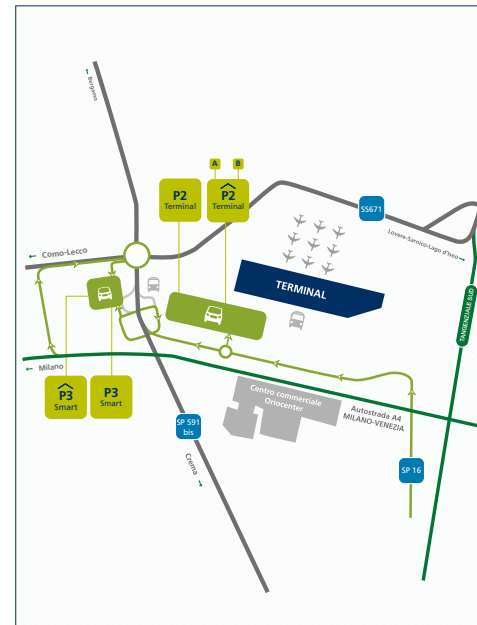 ← Bergamo
A
B
P2
Terminal
P2
Terminal
SS671
← Como-Lecco
Lovere-Sarnico-Lago d'Iseo →
TERMINAL
TANGENZIALE SUD
← Milano
P3
Smart
P3
Smart
Centro commerciale
Oriocenter
Autostrada A4
MILANO-VENEZIA
SP 591
bis
Crema →
SP 16